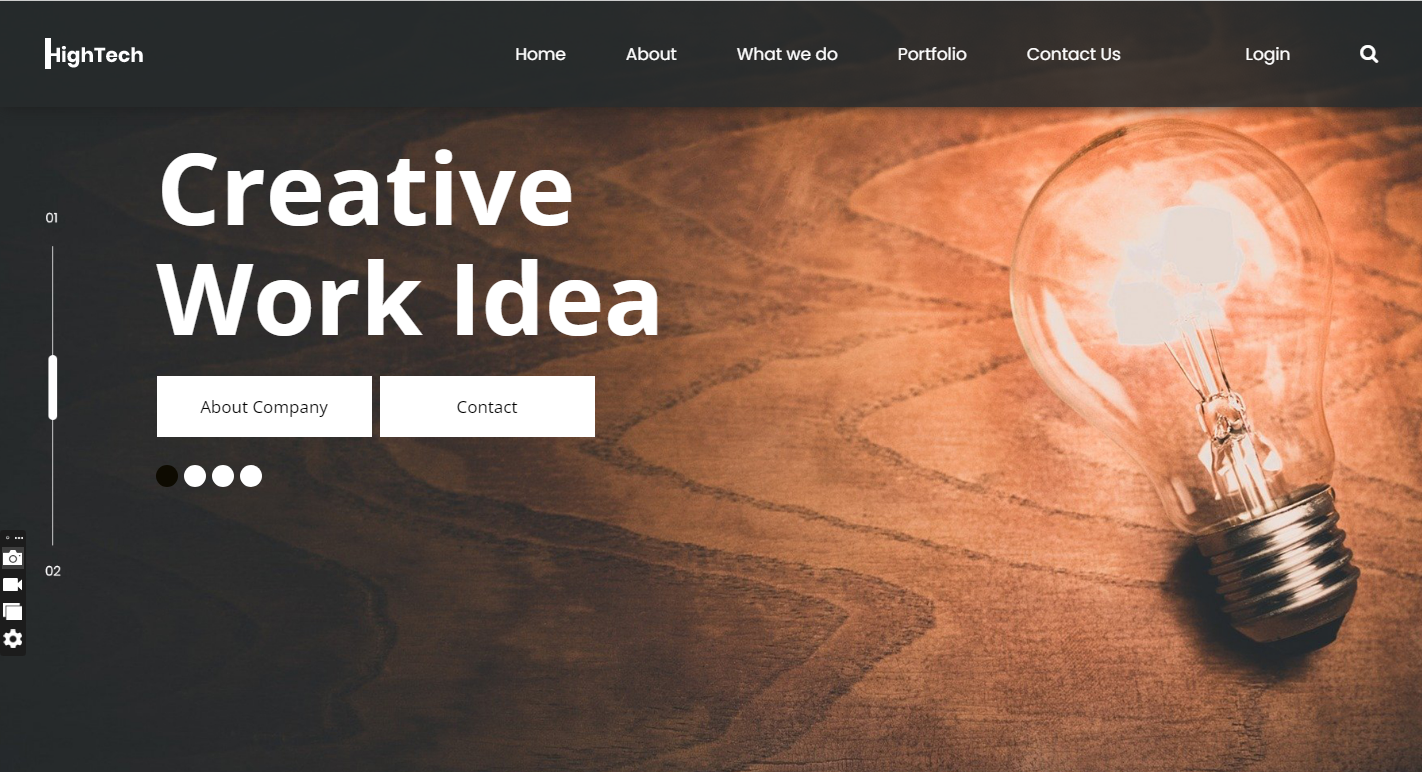 HighTech
Home About What we do Portfolio Contact Us Login
01
Creative
Work Idea
About Company Contact
02